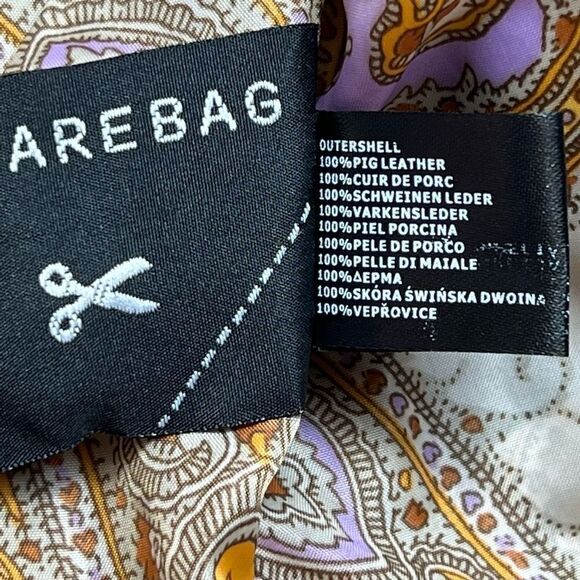 AREBAG
OUTERSHELL
100%PIG LEATHER
100%CUIR DE PORC
100%SCHWEINEN LEDER
100%VARKENSLEDER
100%PIEL PORCINA
100%PELE DE PORCO
100%PELLE DI MAIALE
100%ΔΕΡΜΑ
100%SKÓRA ŚWIŃSKA DWOINA
100%VEPŘOVICE